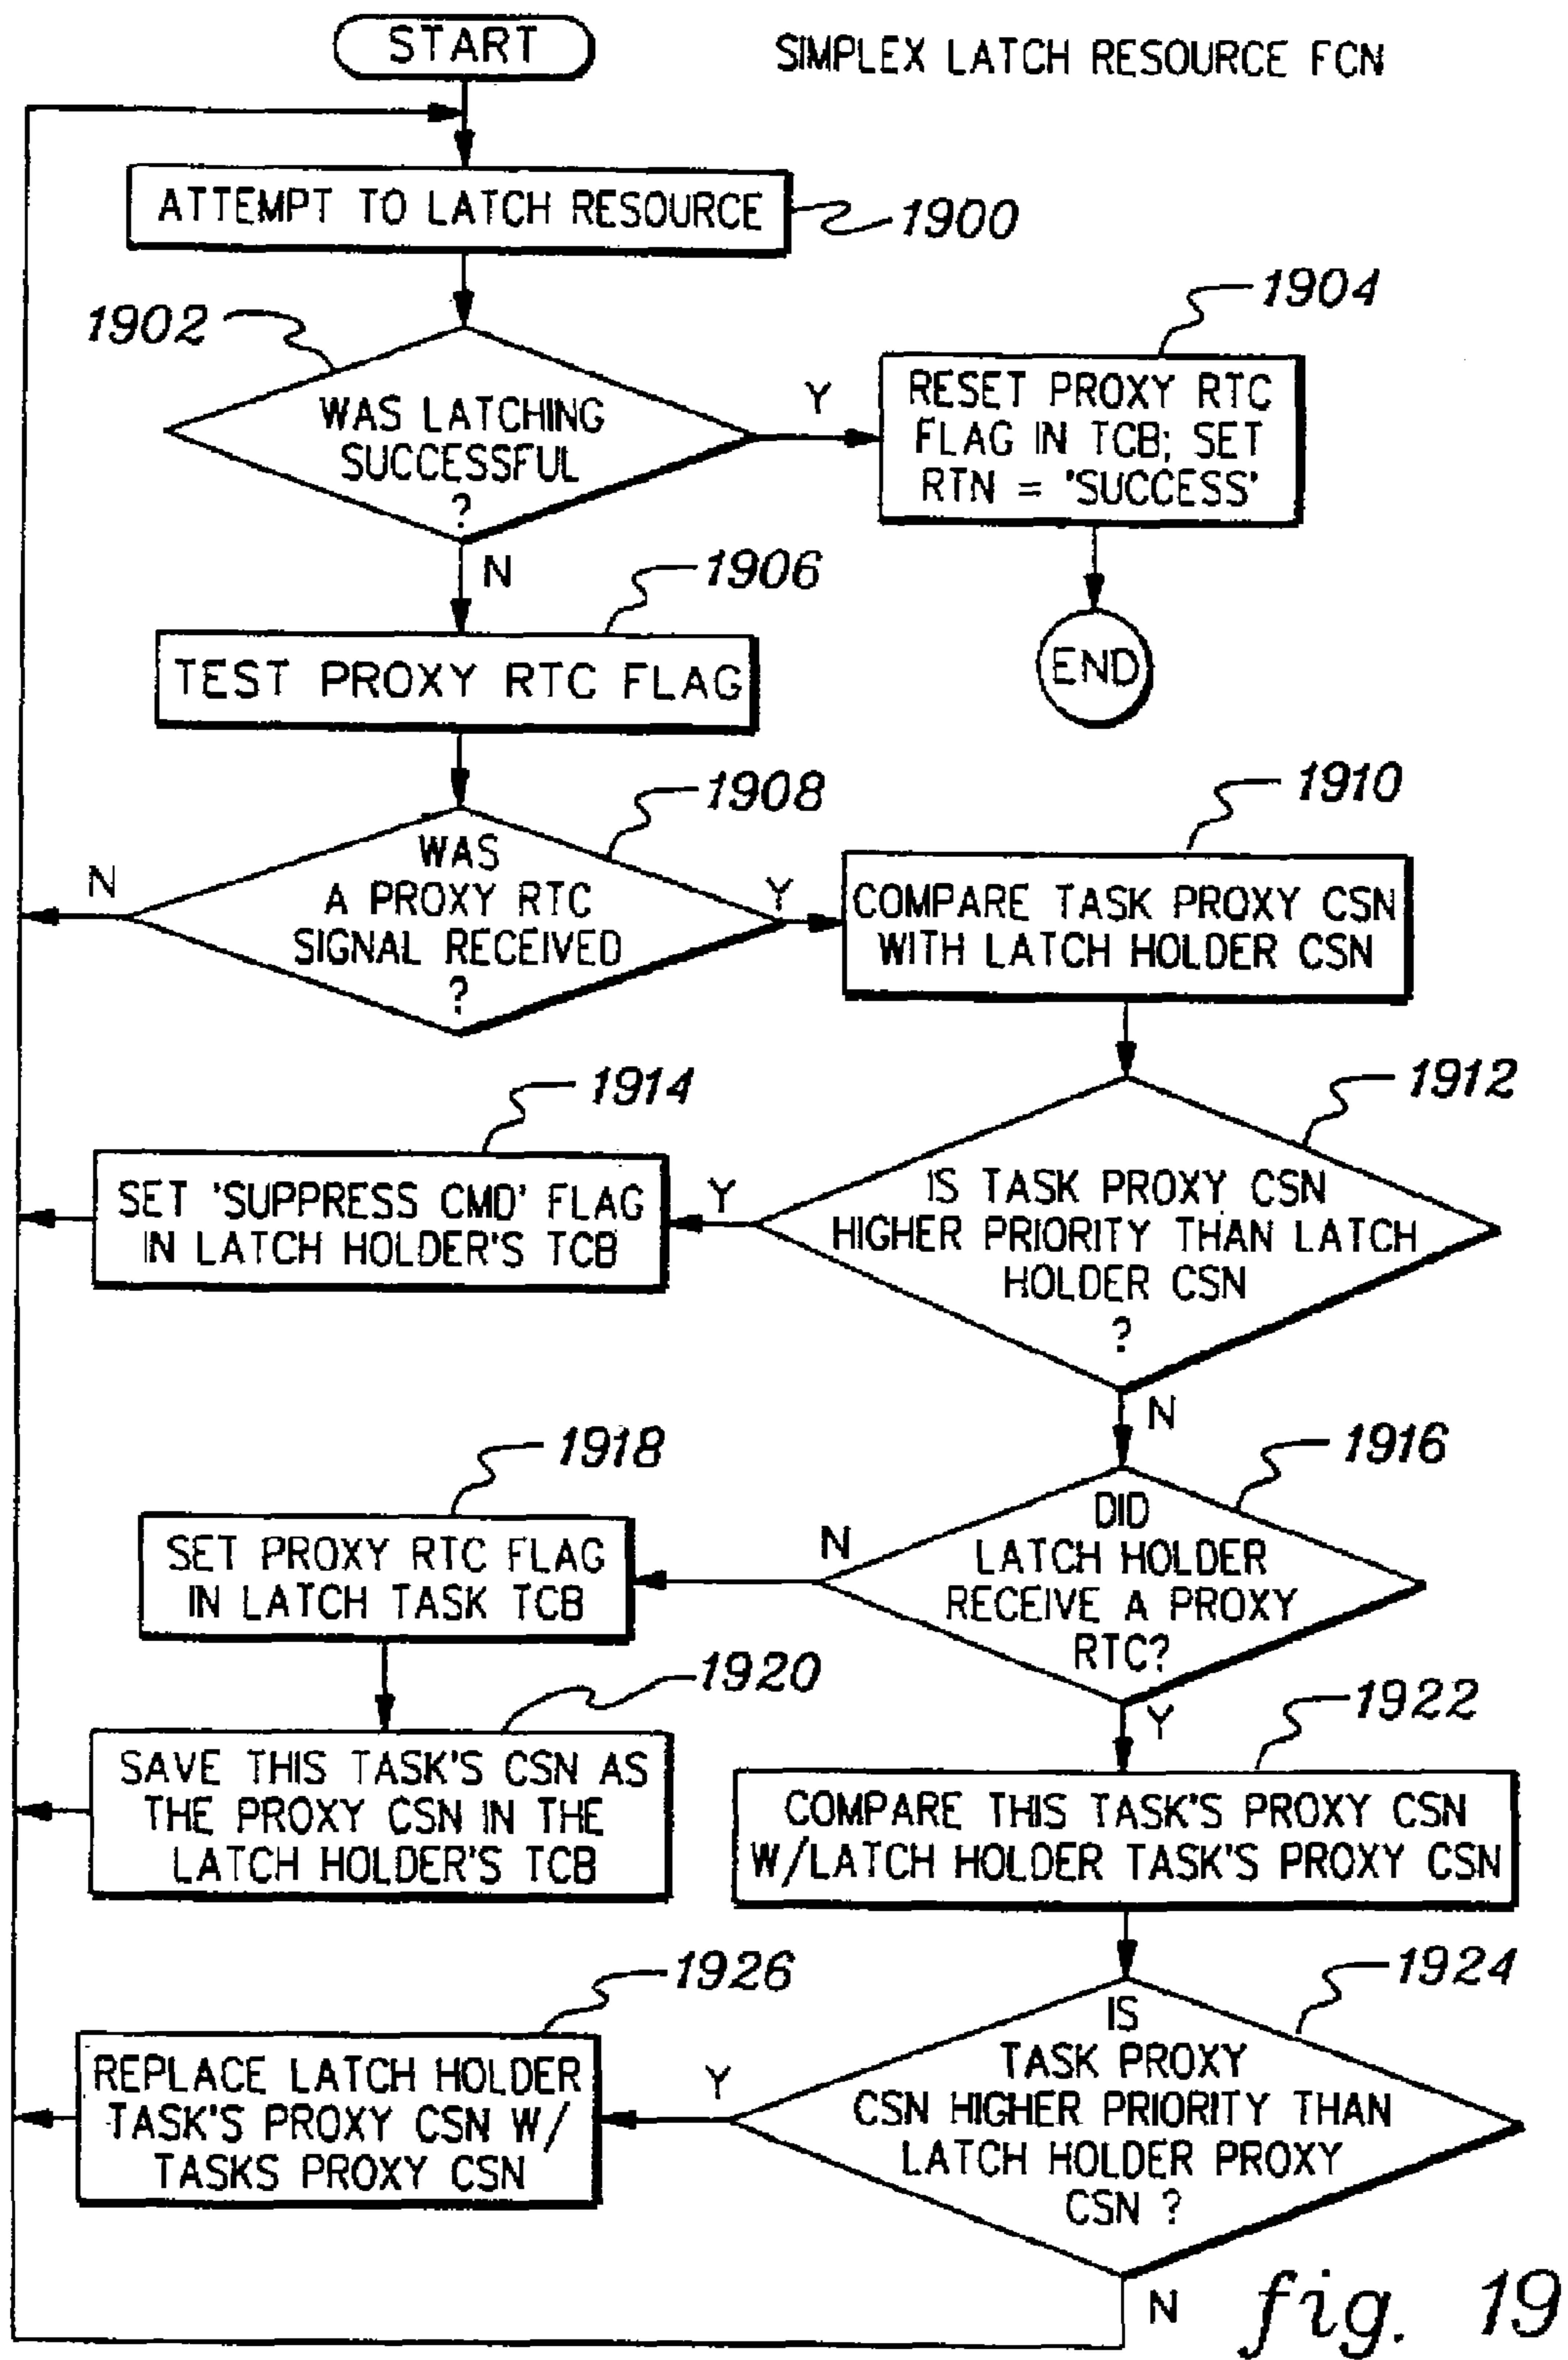 START
SIMPLEX LATCH RESOURCE FCN
ATTEMPT TO LATCH RESOURCE
1900
1902
WAS LATCHING
SUCCESSFUL
?
Y
1904
RESET PROXY RTC
FLAG IN TCB; SET
RTN = 'SUCCESS'
END
N
1906
TEST PROXY RTC FLAG
1908
WAS
A PROXY RTC
SIGNAL RECEIVED
?
N
Y
1910
COMPARE TASK PROXY CSN
WITH LATCH HOLDER CSN
1912
IS TASK PROXY CSN
HIGHER PRIORITY THAN LATCH
HOLDER CSN
?
Y
1914
SET 'SUPPRESS CMD' FLAG
IN LATCH HOLDER'S TCB
N
1916
DID
LATCH HOLDER
RECEIVE A PROXY
RTC?
N
1918
SET PROXY RTC FLAG
IN LATCH TASK TCB
1920
SAVE THIS TASK'S CSN AS
THE PROXY CSN IN THE
LATCH HOLDER'S TCB
Y
1922
COMPARE THIS TASK'S PROXY CSN
W/LATCH HOLDER TASK'S PROXY CSN
1924
IS
TASK PROXY
CSN HIGHER PRIORITY THAN
LATCH HOLDER PROXY
CSN ?
Y
1926
REPLACE LATCH HOLDER
TASK'S PROXY CSN W/
TASKS PROXY CSN
N
fig. 19